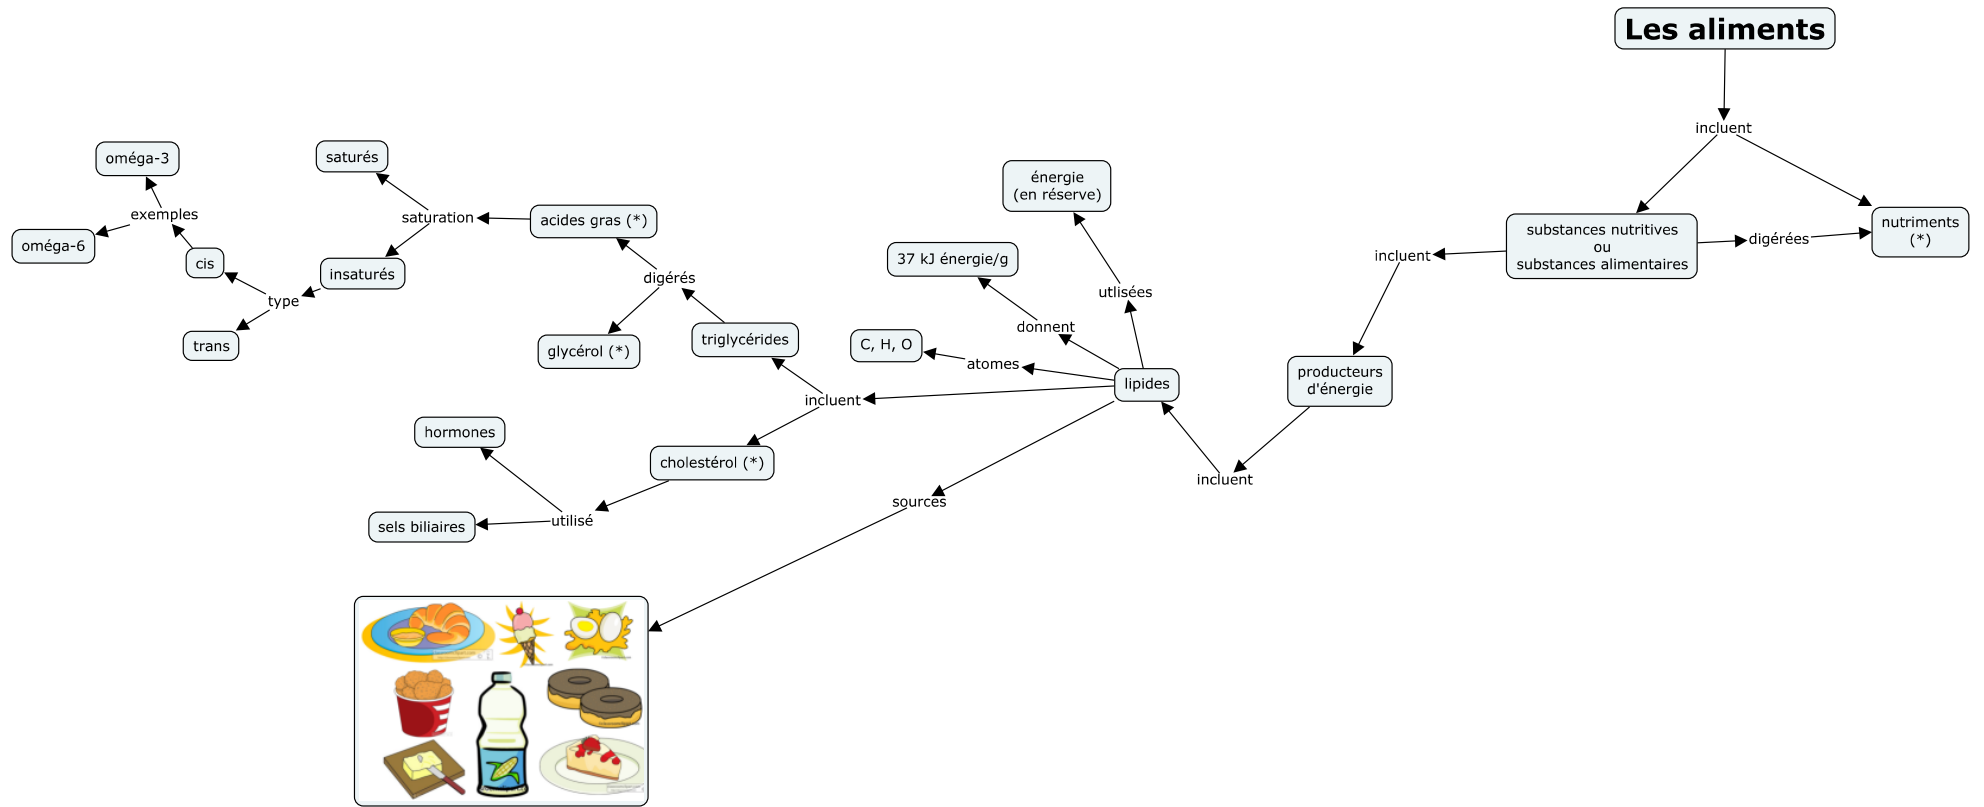 Les aliments
incluent
substances nutritives
ou
substances alimentaires
digérées
nutriments
(*)
incluent
producteurs
d'énergie
incluent
lipides
utlisées
énergie
(en réserve)
donnent
37 kJ énergie/g
atomes
C, H, O
incluent
triglycérides
digérés
acides gras (*)
glycérol (*)
saturation
saturés
insaturés
type
cis
trans
exemples
oméga-3
oméga-6
cholestérol (*)
utilisé
hormones
sels biliaires
sources